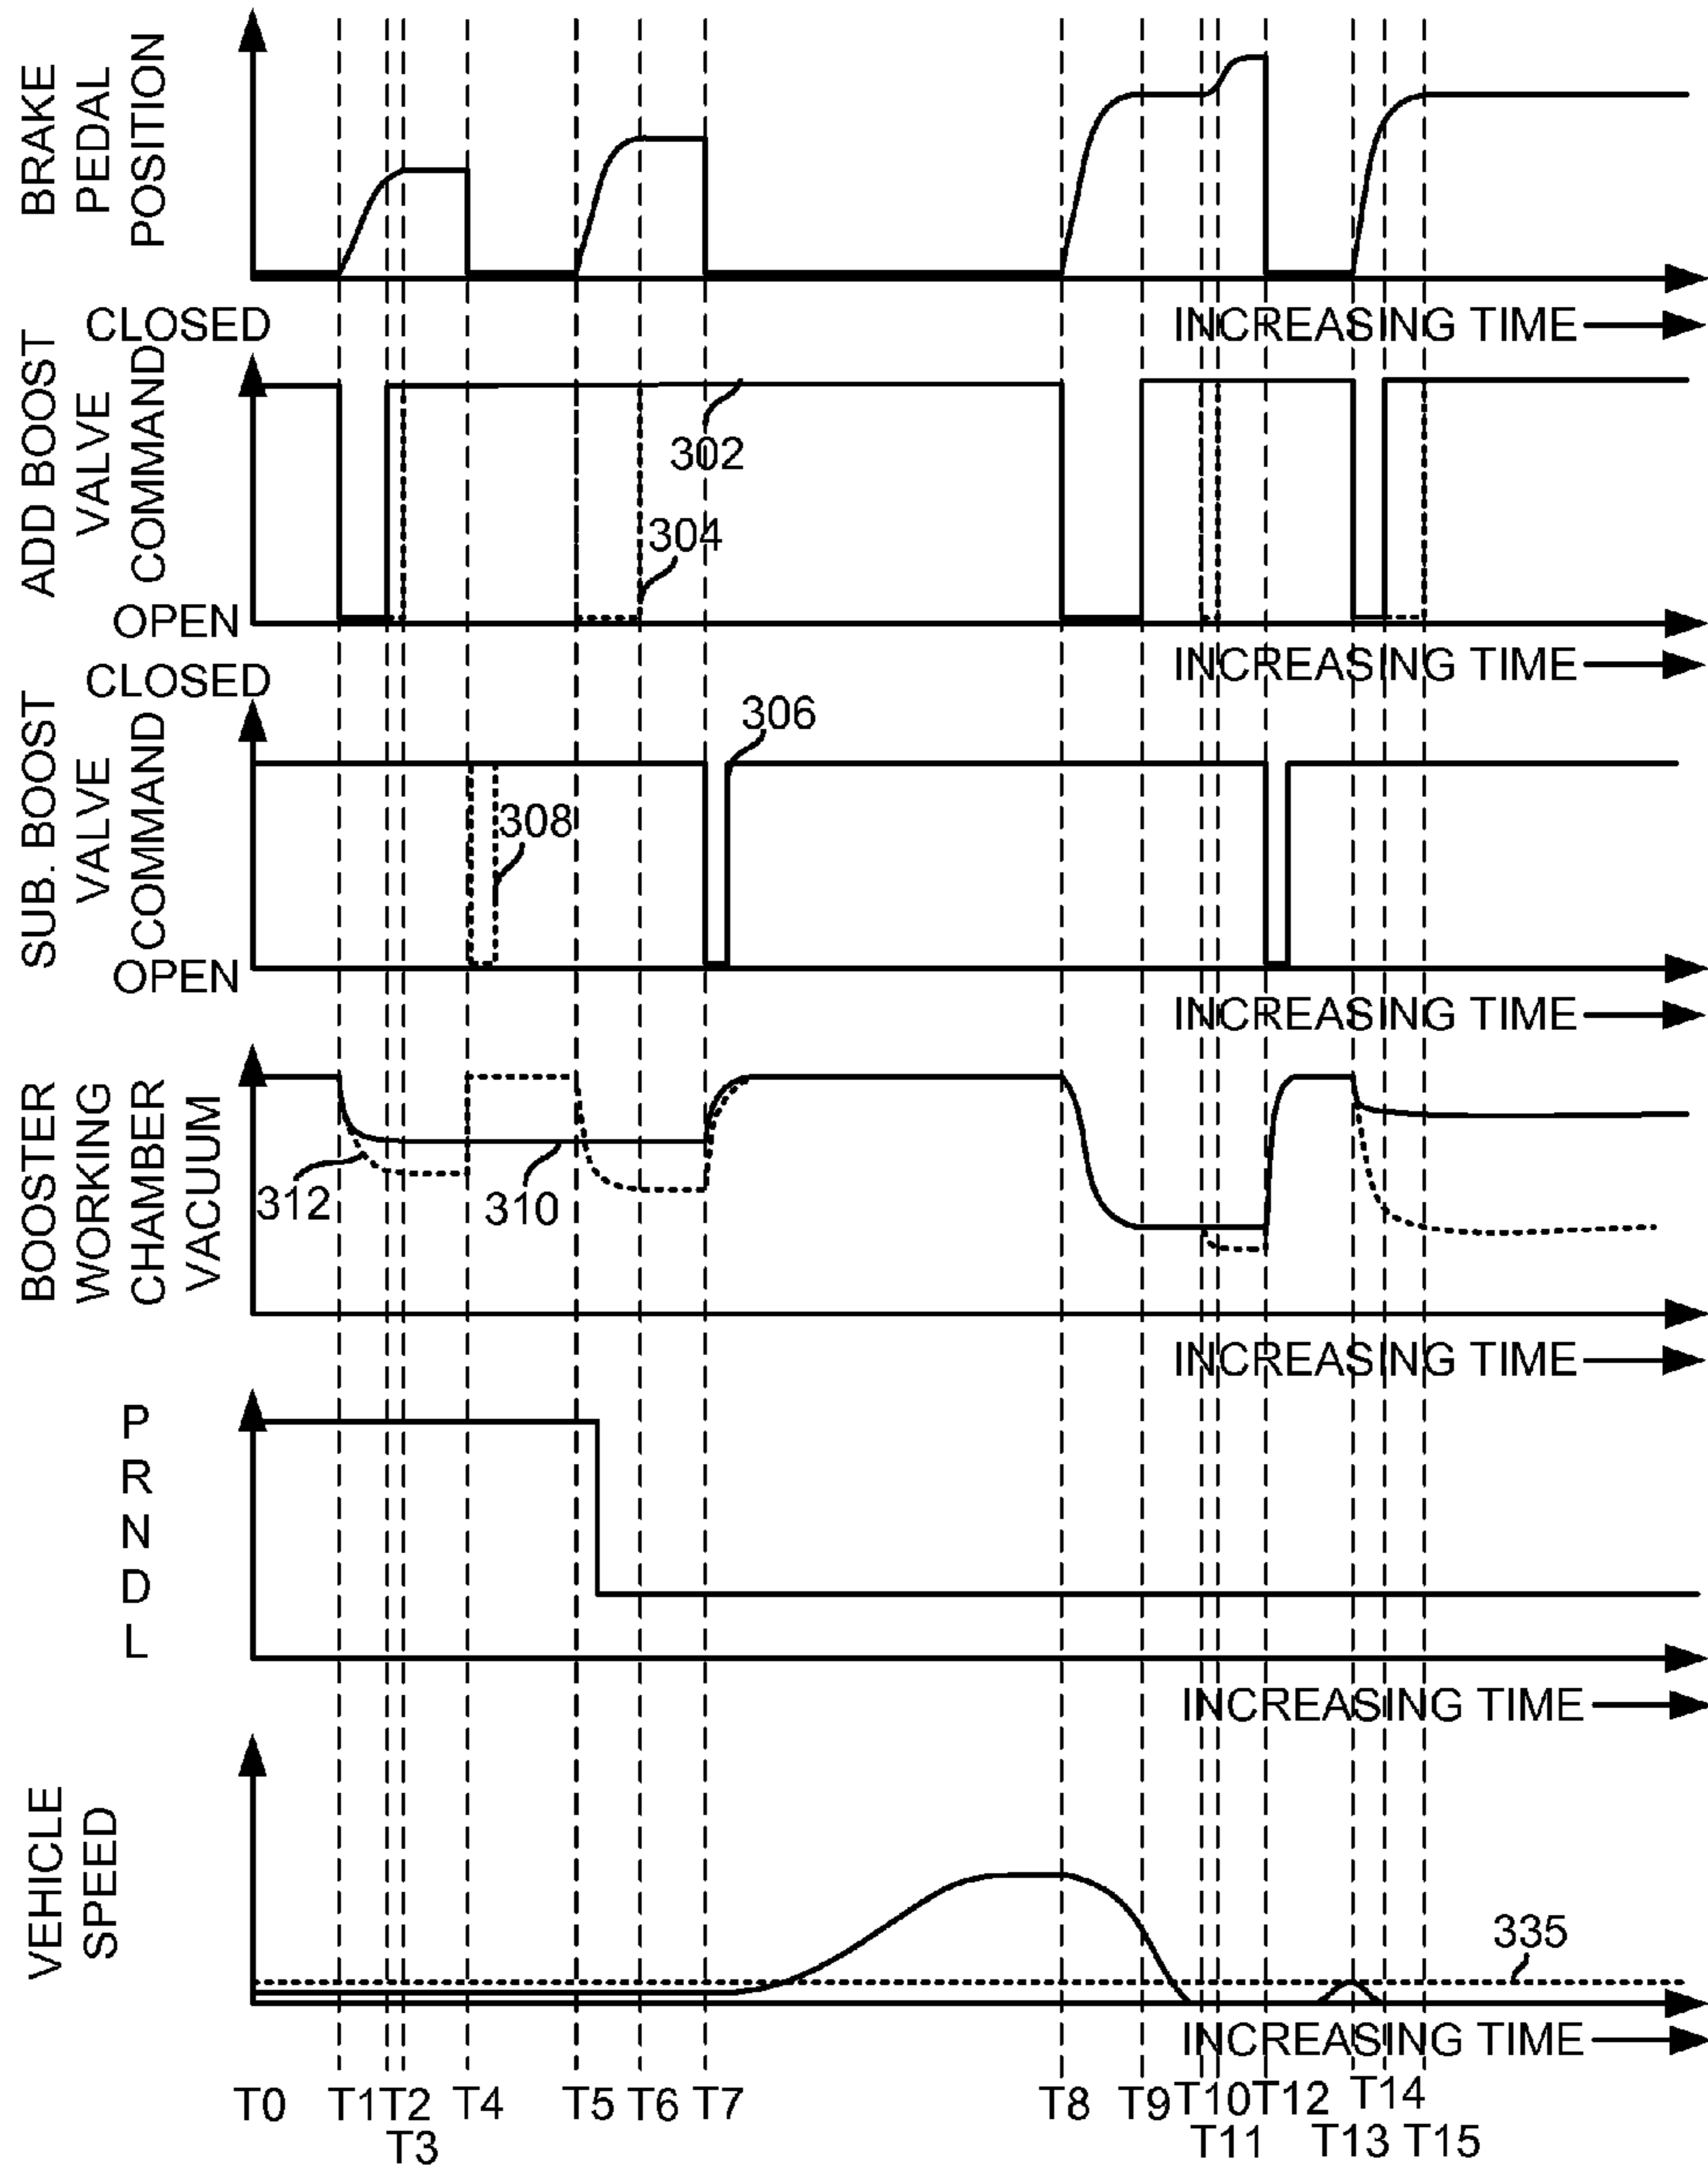 BRAKE
PEDAL
POSITION
CLOSED
INCREASING TIME
ADD BOOST
VALVE
COMMAND
302
304
OPEN
INCREASING TIME
CLOSED
SUB. BOOST
VALVE
COMMAND
306
308
OPEN
INCREASING TIME
BOOSTER
WORKING
CHAMBER
VACUUM
312
310
INCREASING TIME
P
R
N
D
L
INCREASING TIME
VEHICLE
SPEED
335
INCREASING TIME
T0 T1 T2 T4 T5 T6 T7 T8 T9 T10 T12 T14
T3 T11 T13 T15